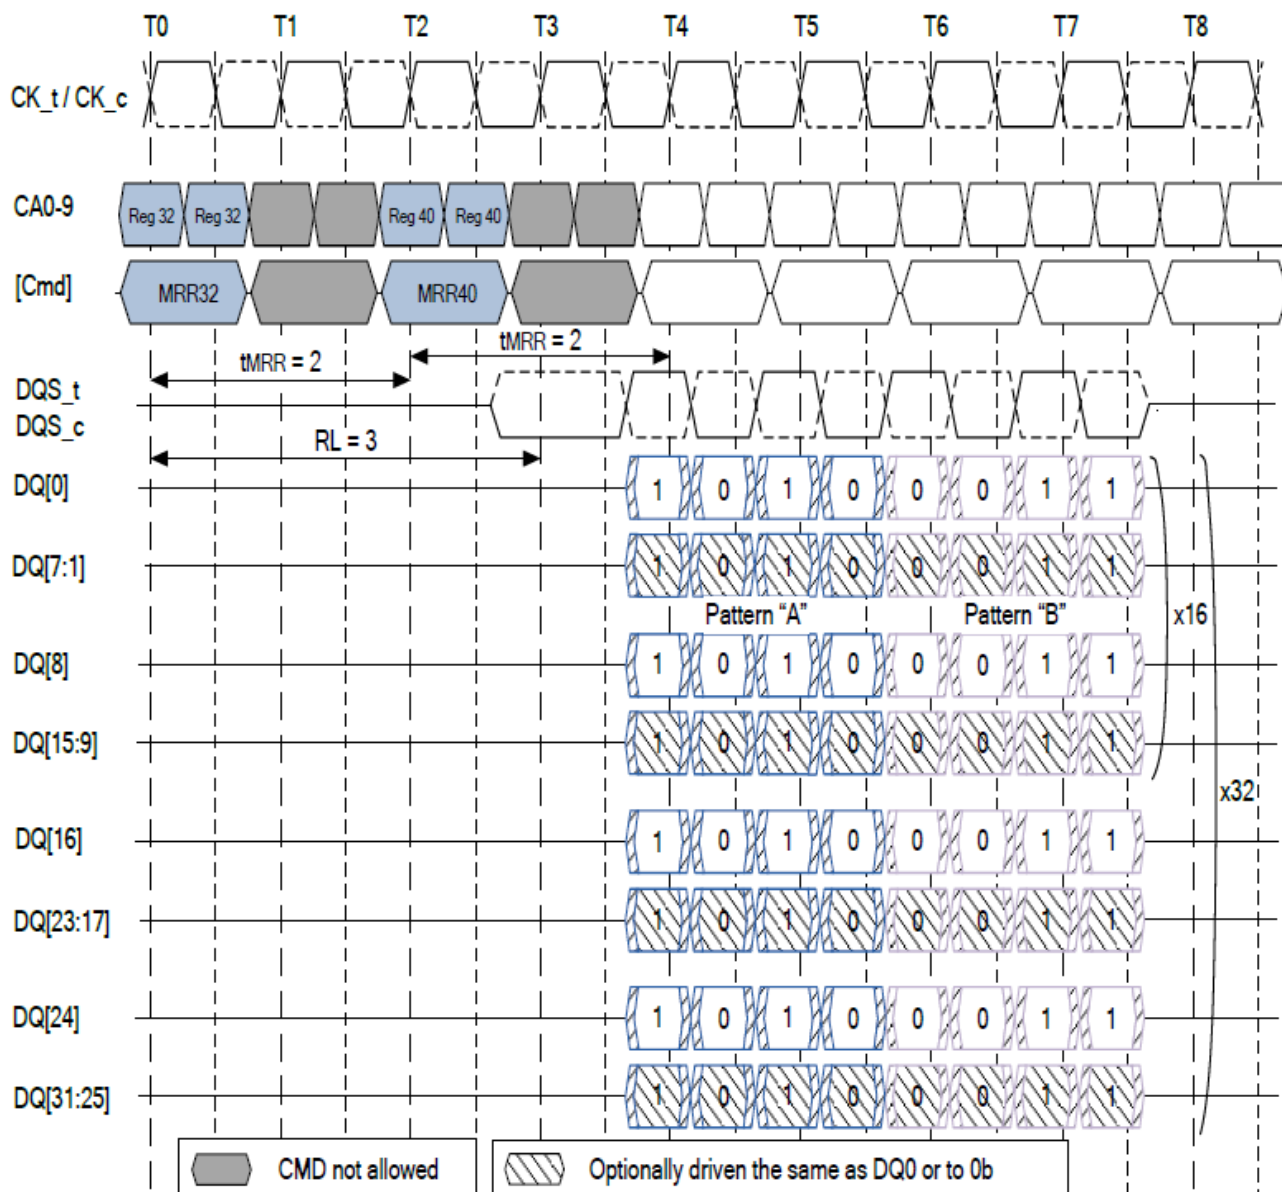 T0 T1 T2 T3 T4 T5 T6 T7 T8
CK_t / CK_c
CA0-9 Reg 32 Reg 32 Reg 40 Reg 40
[Cmd] MRR32 MRR40
tMRR = 2 tMRR = 2
DQS_t
DQS_c
RL = 3
DQ[0] 1 0 1 0 0 0 1 1
DQ[7:1] 1 0 1 0 0 0 1 1
Pattern “A” Pattern “B” x16
DQ[8] 1 0 1 0 0 0 1 1
DQ[15:9] 1 0 1 0 0 0 1 1
x32
DQ[16] 1 0 1 0 0 0 1 1
DQ[23:17] 1 0 1 0 0 0 1 1
DQ[24] 1 0 1 0 0 0 1 1
DQ[31:25] 1 0 1 0 0 0 1 1
CMD not allowed Optionally driven the same as DQ0 or to 0b